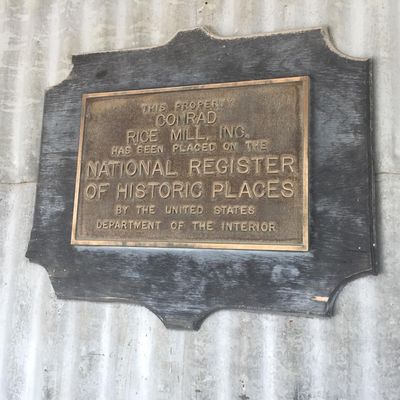 THIS PROPERTY
CONRAD
RICE MILL, INC.
HAS BEEN PLACED ON THE
NATIONAL REGISTER
OF HISTORIC PLACES
BY THE UNITED STATES
DEPARTMENT OF THE INTERIOR